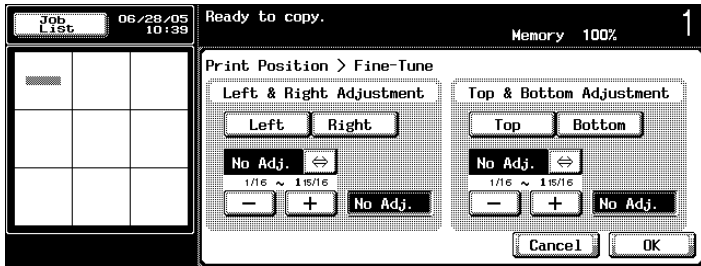 Job List
06/28/05 10:39
Ready to copy.
Memory 100% 1
Print Position > Fine-Tune
Left & Right Adjustment
Left Right
No Adj. ⇔
1/16 ~ 1 15/16
− + No Adj.
Top & Bottom Adjustment
Top Bottom
No Adj. ⇔
1/16 ~ 1 15/16
− + No Adj.
Cancel OK